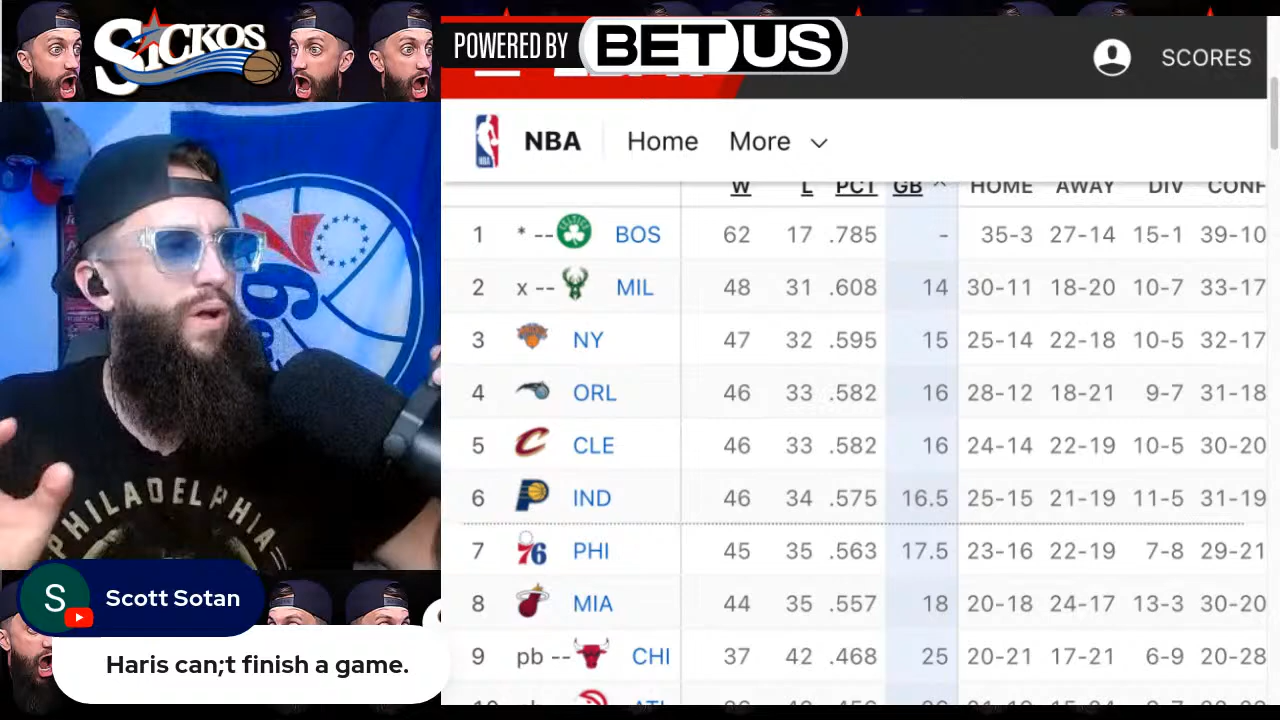 SiCKOS
POWERED BY BETUS
SCORES
NBA Home More
W L PCT GB HOME AWAY DIV CONF
1 * -- BOS 62 17 .785 - 35-3 27-14 15-1 39-10
2 x -- MIL 48 31 .608 14 30-11 18-20 10-7 33-17
3 NY 47 32 .595 15 25-14 22-18 10-5 32-17
4 ORL 46 33 .582 16 28-12 18-21 9-7 31-18
5 CLE 46 33 .582 16 24-14 22-19 10-5 30-20
6 IND 46 34 .575 16.5 25-15 21-19 11-5 31-19
7 76 PHI 45 35 .563 17.5 23-16 22-19 7-8 29-21
8 MIA 44 35 .557 18 20-18 24-17 13-3 30-20
9 pb -- CHI 37 42 .468 25 20-21 17-21 6-9 20-28
PHILADELPHIA
S Scott Sotan
Haris can;t finish a game.